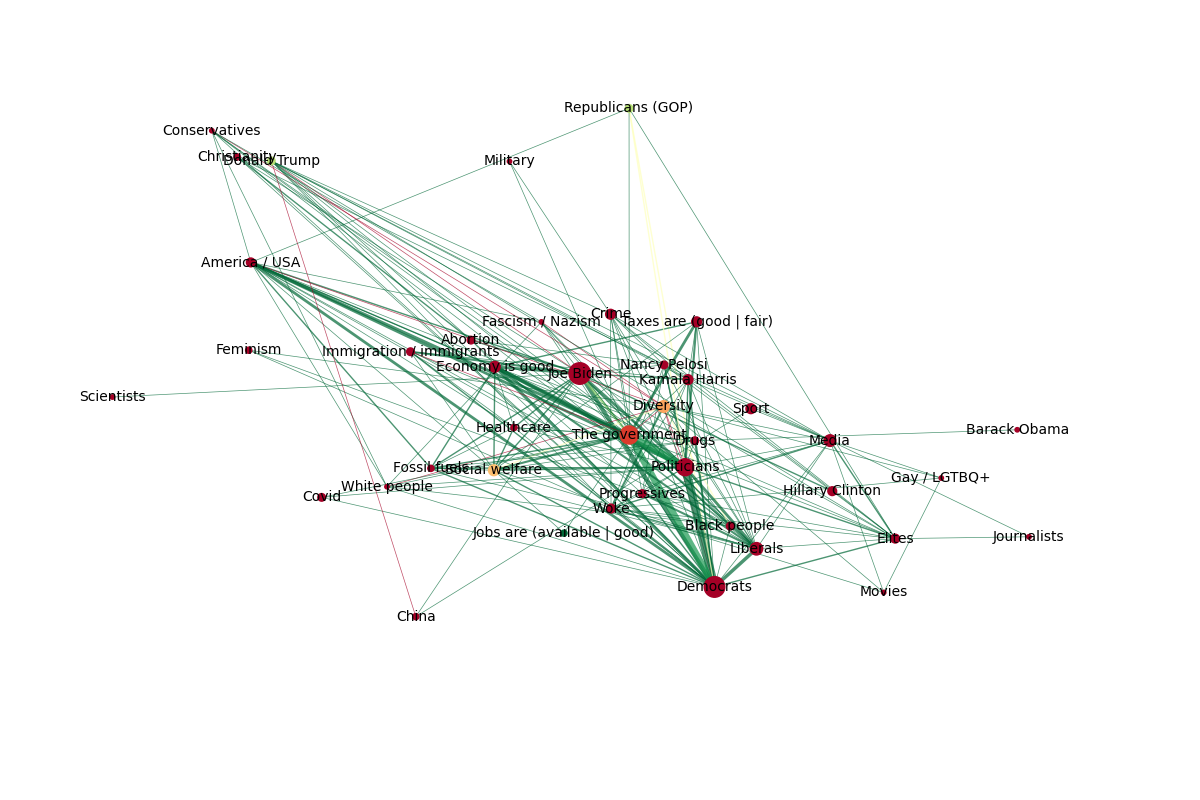 Republicans (GOP)
Conservatives
Christianity
Donald Trump
Military
America / USA
Crime
Fascism / Nazism
Taxes are (good | fair)
Abortion
Feminism
Immigration / immigrants
Economy is good
Nancy Pelosi
Joe Biden
Kamala Harris
Scientists
Diversity
Sport
Healthcare
Barack Obama
The government
Drugs
Media
Fossil fuels
Social welfare
Politicians
Gay / LGTBQ+
White people
Covid
Progressives
Hillary Clinton
Woke
Black people
Jobs are (available | good)
Elites
Journalists
Liberals
Democrats
Movies
China